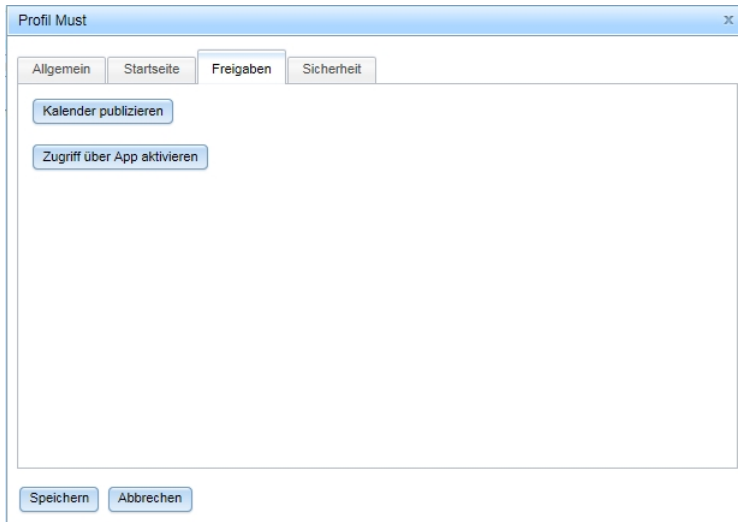 Profil Must x
Allgemein Startseite Freigaben Sicherheit
Kalender publizieren
Zugriff über App aktivieren
Speichern Abbrechen